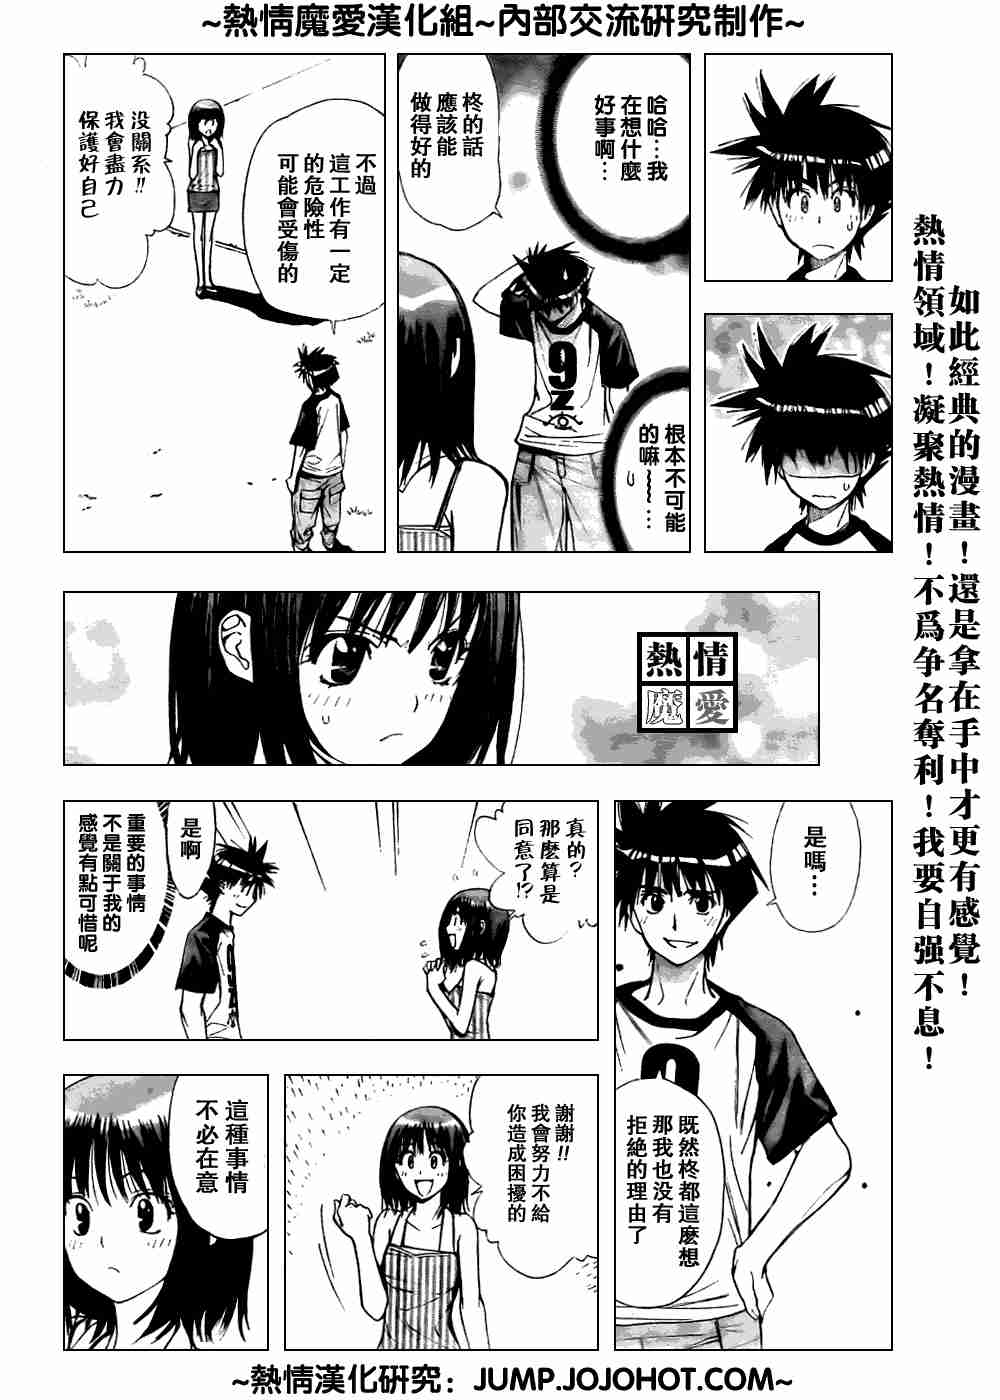 ~熱情魔愛漢化組~內部交流研究制作~
如此經典的漫畫！還是拿在手中才更有感覺！
熱情領域！凝聚熱情！不爲争名奪利！我要自强不息！
哈哈…我
在想什麼
好事啊…
柊的話
應該能
做得好的
根本不可能
的嘛~~…
不過
這工作有一定
的危險性
可能會受傷的
没關系!!
我會盡力
保護好自己
熱情
魔愛
是嗎…
既然柊都這麽想
那我也没有
拒絶的理由了
真的？
那麽算是
同意了!?
是啊
重要的事情
不是關于我的
感覺有點可惜呢
謝謝!!
我會努力不給
你造成困擾的
這種事情
不必在意
9
Z
~熱情漢化研究：JUMP.JOJOHOT.COM~